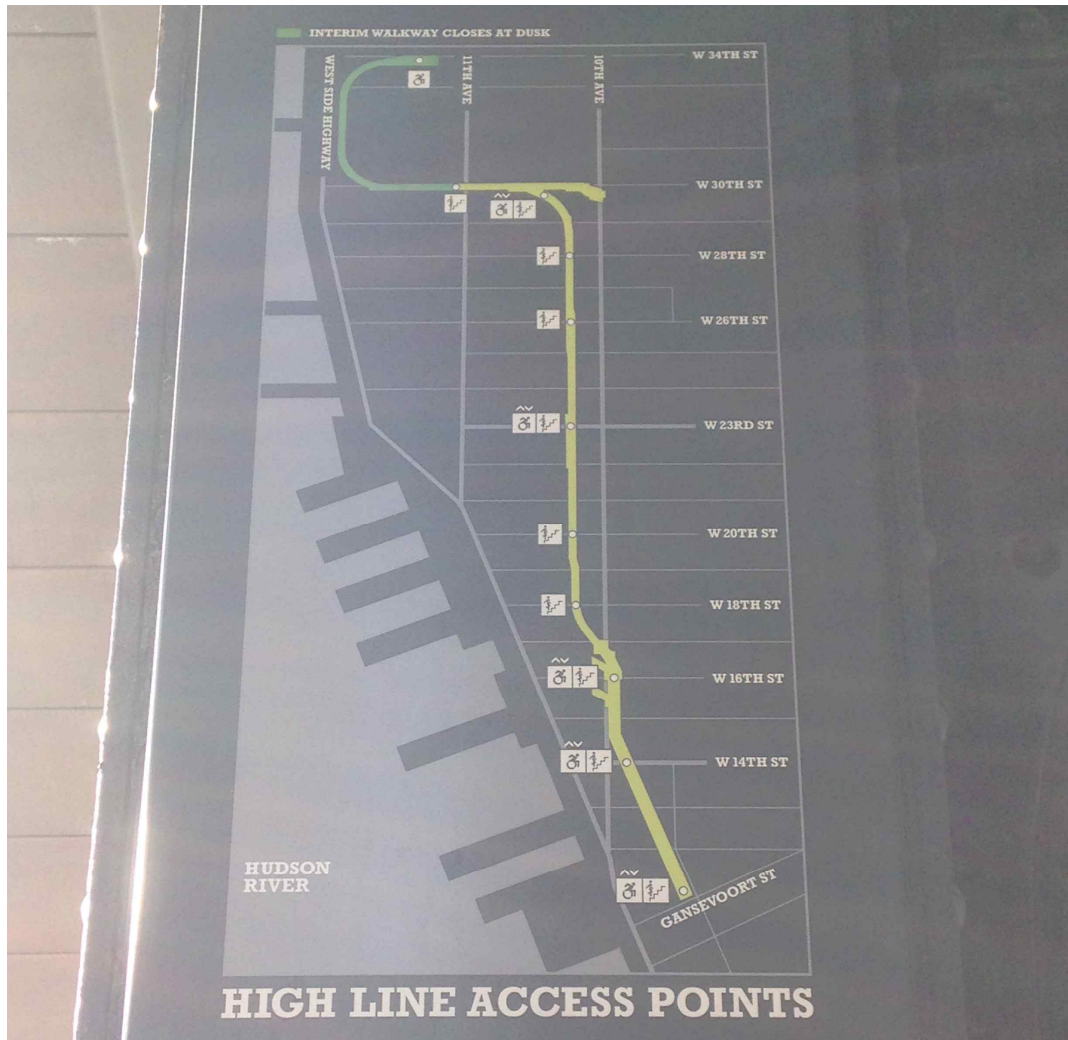 INTERIM WALKWAY CLOSES AT DUSK
W 34TH ST
WEST SIDE HIGHWAY
11TH AVE
10TH AVE
W 30TH ST
W 28TH ST
W 26TH ST
W 23RD ST
W 20TH ST
W 18TH ST
W 16TH ST
W 14TH ST
HUDSON
RIVER
GANSEVOORT ST
HIGH LINE ACCESS POINTS